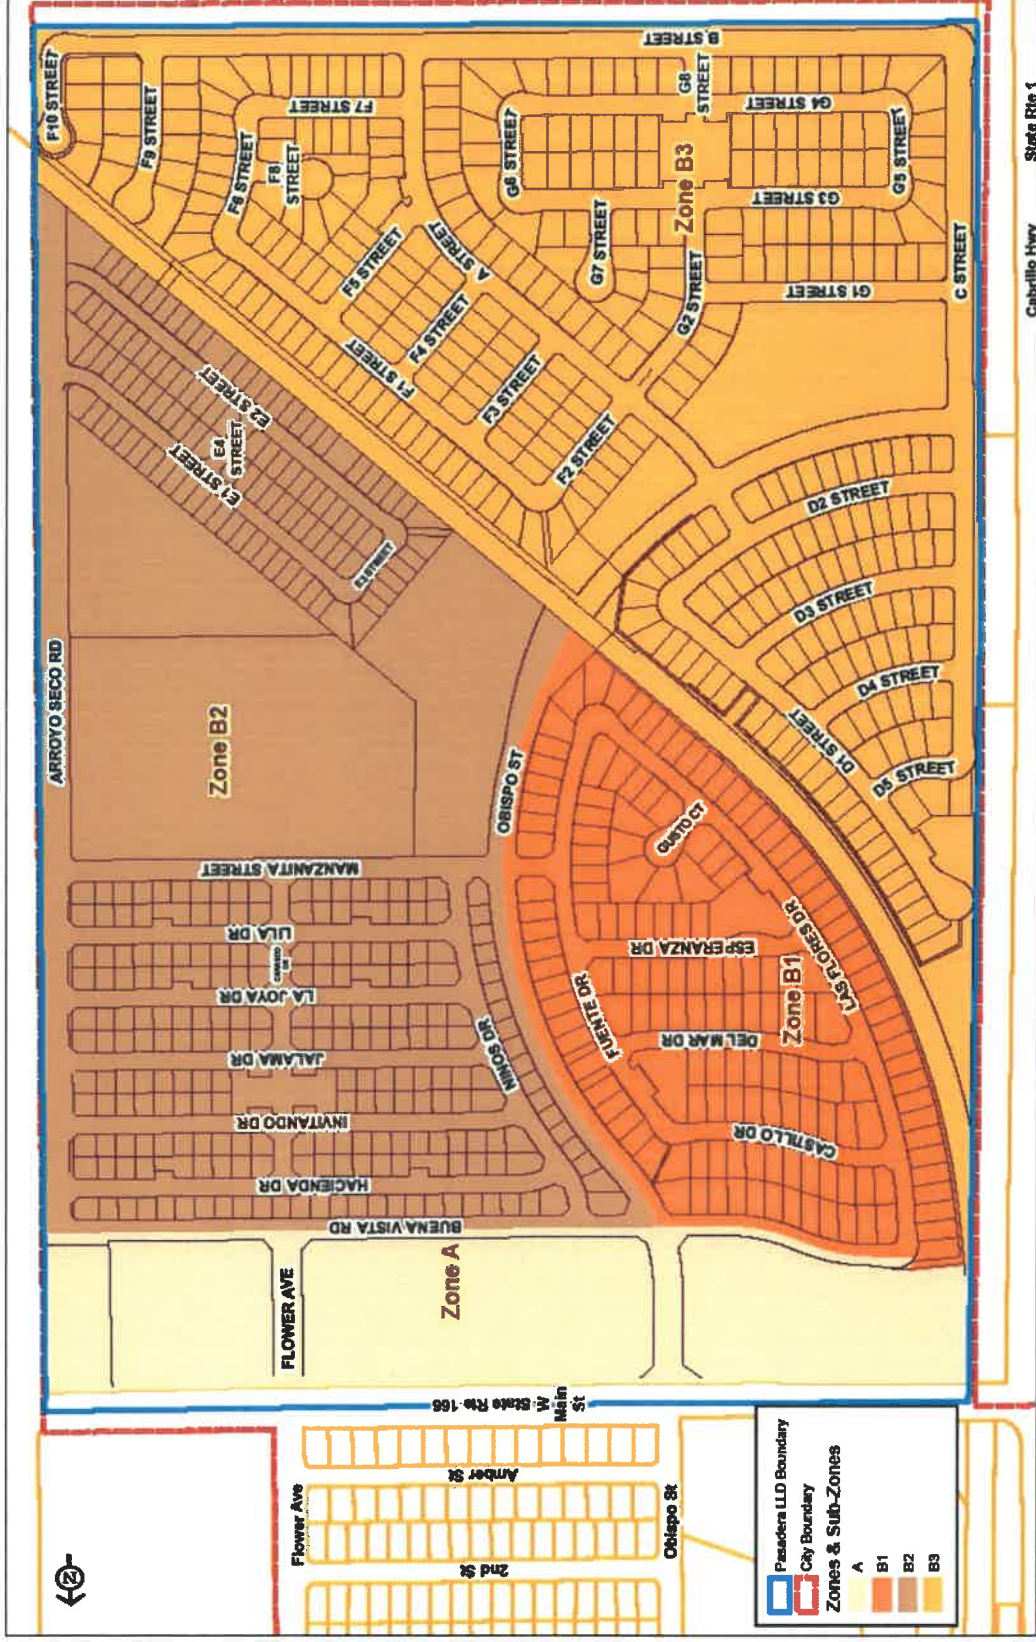 B STREET
F10 STREET
F9 STREET
F7 STREET
F6 STREET
F8
STREET
G8
STREET
G4 STREET
G6 STREET
G5 STREET
Zone B3
G3 STREET
G7 STREET
F5 STREET
A STREET
G2 STREET
G1 STREET
C STREET
F4 STREET
F1 STREET
F3 STREET
F2 STREET
E2 STREET
E4
STREET
E1 STREET
E3 STREET
D2 STREET
D3 STREET
D4 STREET
D1 STREET
D5 STREET
ARROYO SECO RD
Zone B2
OBISPO ST
GUSTO CT
MANZANITA STREET
LILA DR
LA JOYA DR
JALAMA DR
INVITANDO DR
HACIENDA DR
NINOS DR
BUENA VISTA RD
ESPERANZA DR
LAS FLORES DR
FUENTE DR
Zone B1
DEL MAR DR
CASTILLO DR
FLOWER AVE
Zone A
State Rte 166
W
Main
St
Flower Ave
Amber St
2nd St
Obispo St
Cabrillo Hwy
State Rte 1
N
Pasadera LLD Boundary
City Boundary
Zones & Sub-Zones
A
B1
B2
B3